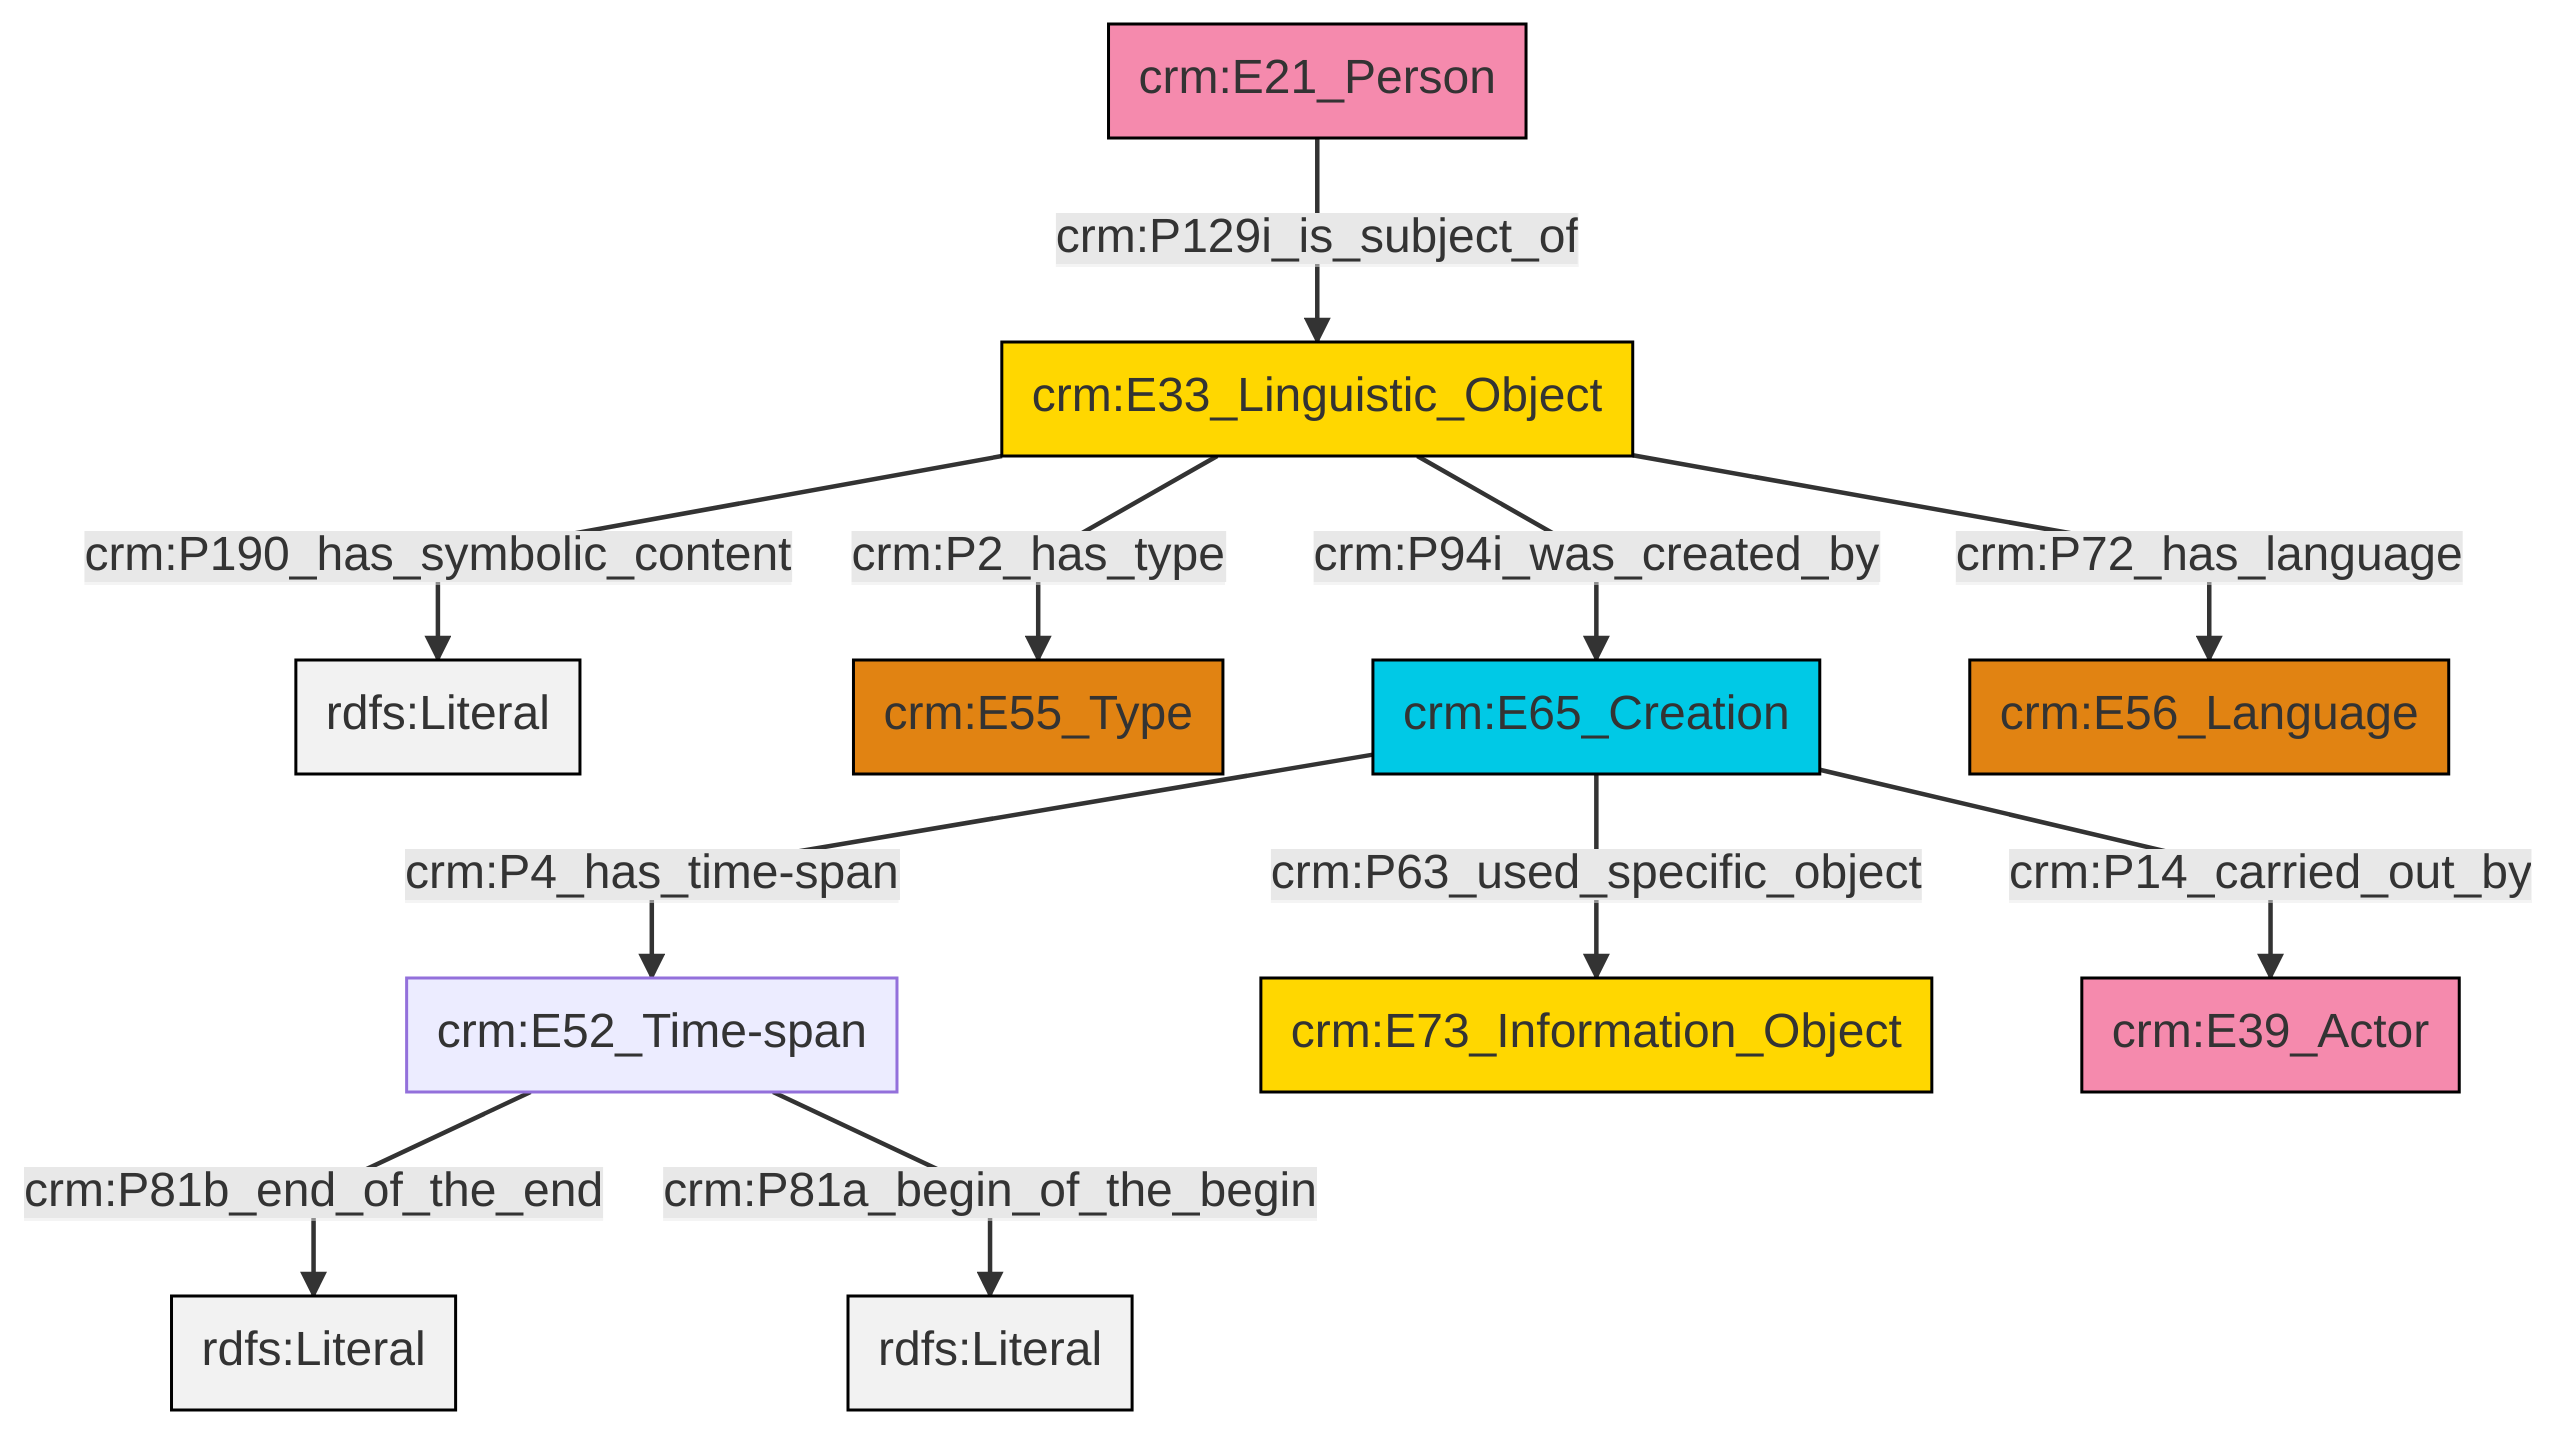 crm:E21_Person
crm:P129i_is_subject_of
crm:E33_Linguistic_Object
crm:P190_has_symbolic_content
crm:P2_has_type
crm:P94i_was_created_by
crm:P72_has_language
rdfs:Literal
crm:E55_Type
crm:E65_Creation
crm:E56_Language
crm:P4_has_time-span
crm:P63_used_specific_object
crm:P14_carried_out_by
crm:E52_Time-span
crm:E73_Information_Object
crm:E39_Actor
crm:P81b_end_of_the_end
crm:P81a_begin_of_the_begin
rdfs:Literal
rdfs:Literal